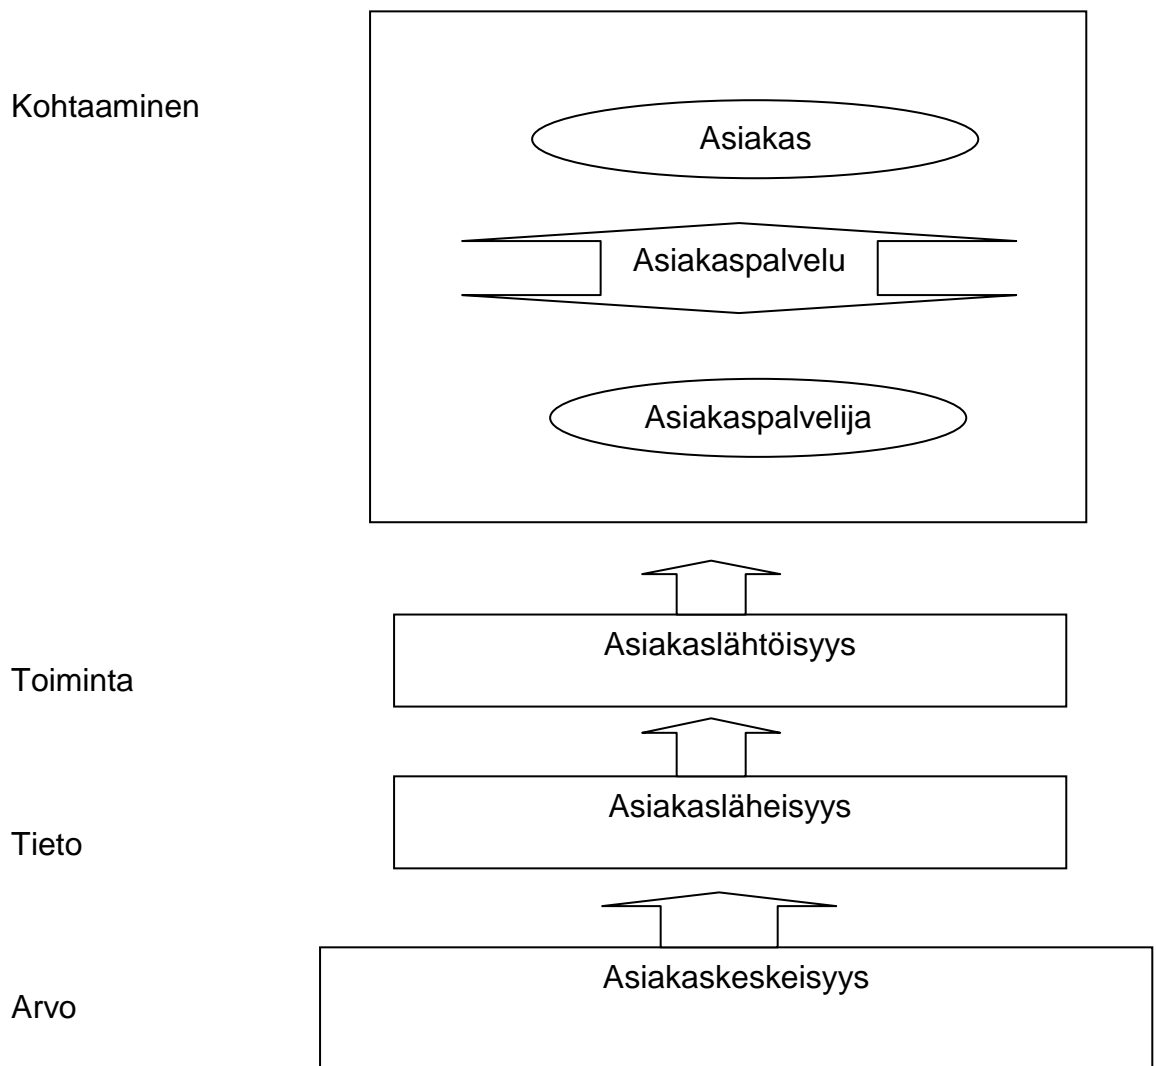 Kohtaaminen
Asiakas
Asiakaspalvelu
Asiakaspalvelija
Asiakaslähtöisyys
Toiminta
Asiakasläheisyys
Tieto
Asiakaskeskeisyys
Arvo